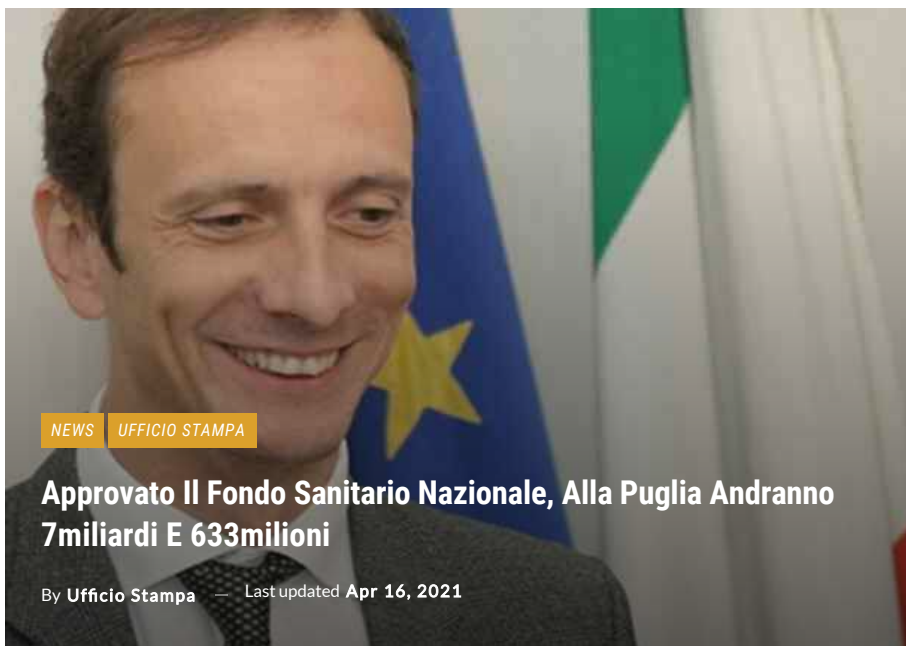 NEWS UFFICIO STAMPA
Approvato Il Fondo Sanitario Nazionale, Alla Puglia Andranno
7miliardi E 633milioni
By Ufficio Stampa — Last updated Apr 16, 2021